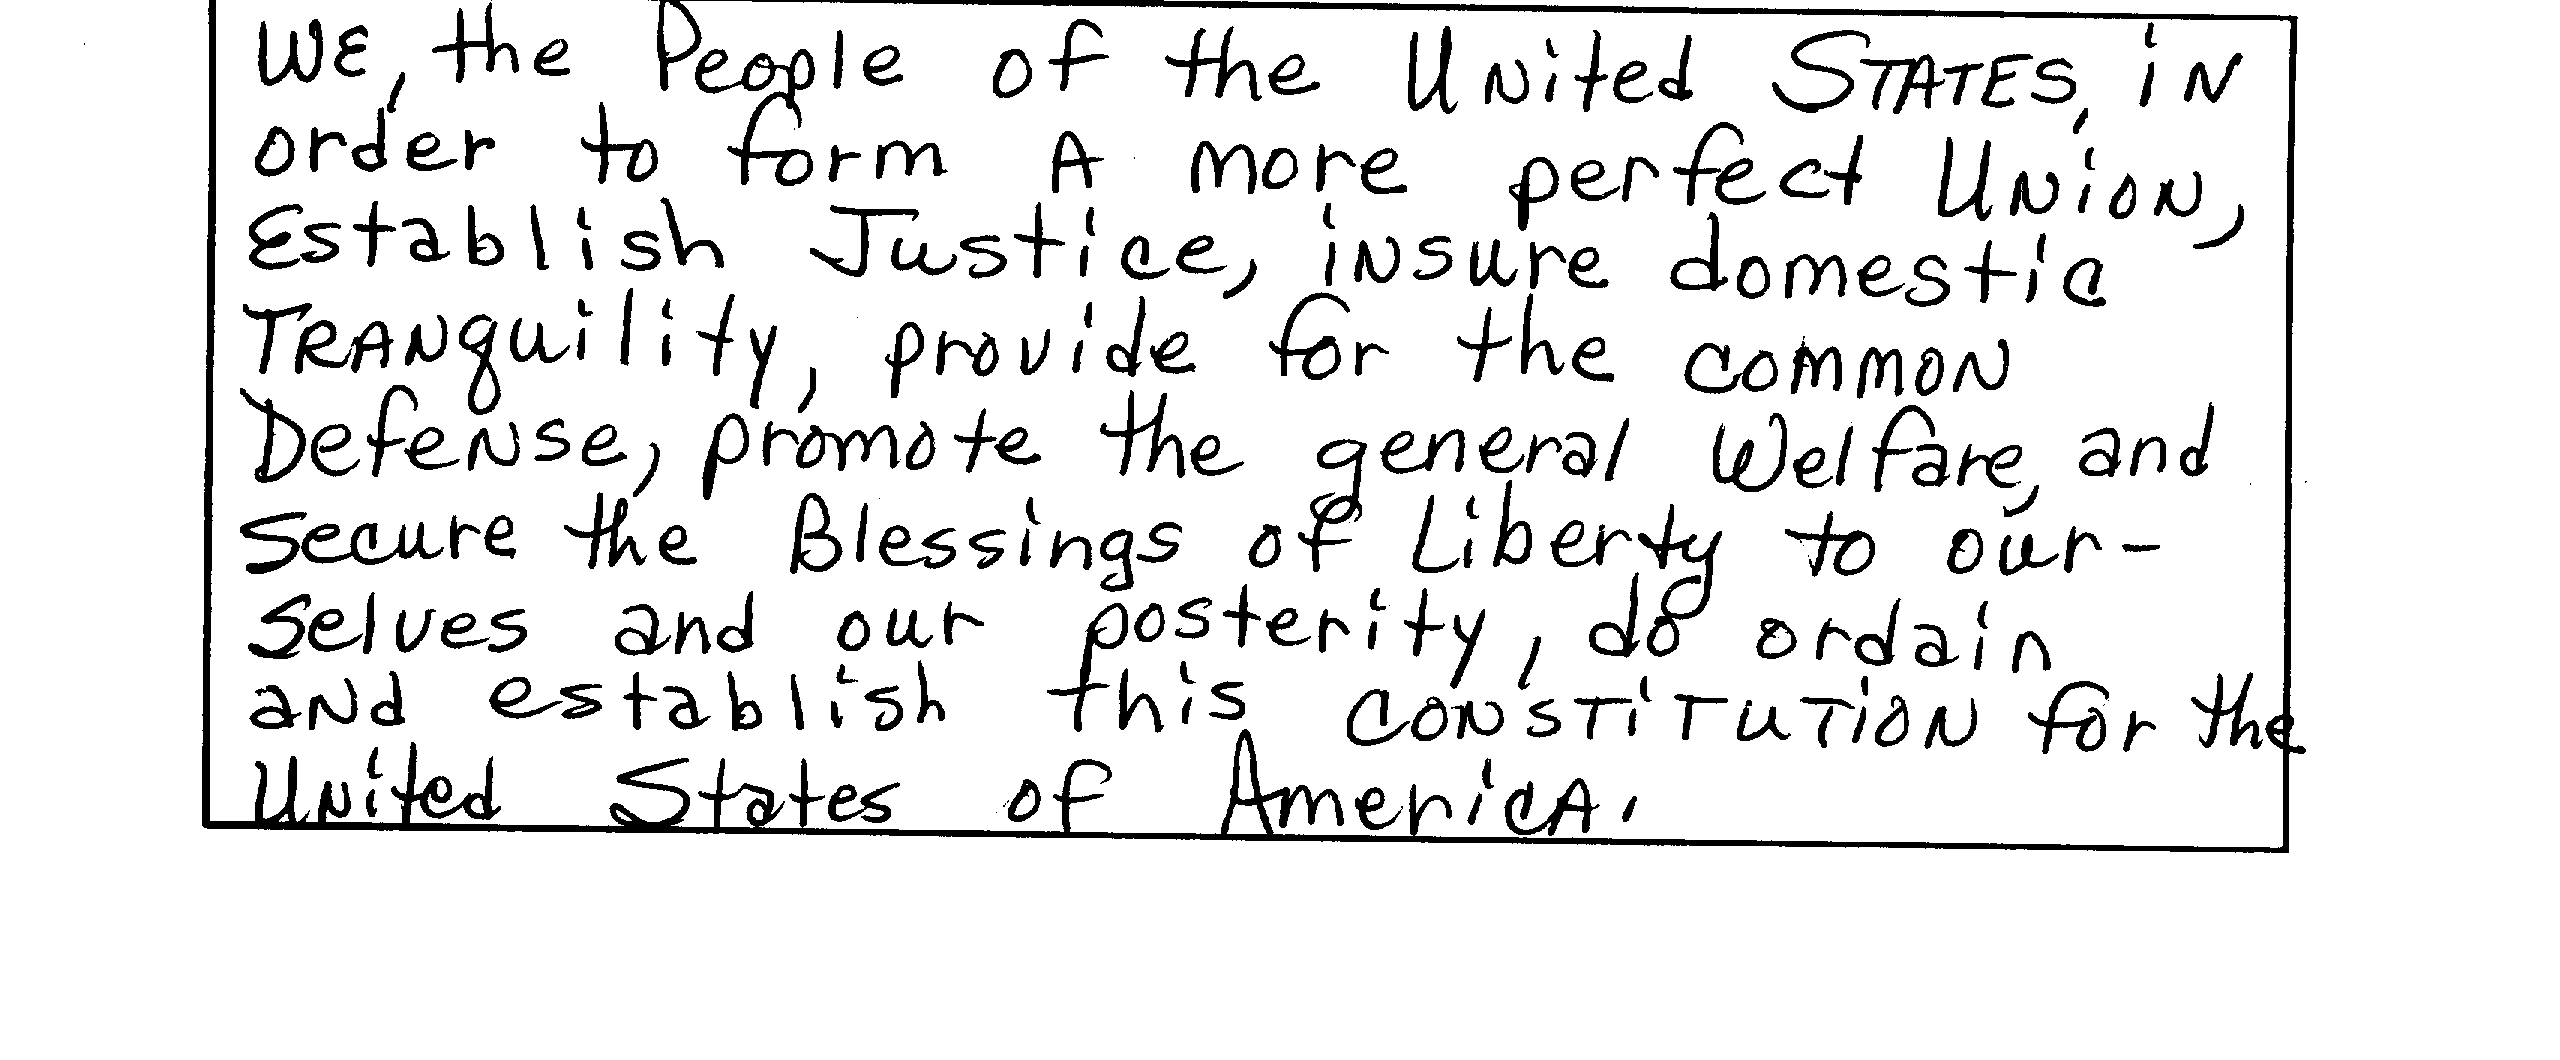 WE, the People of the United STATES, iN
order to form A more perfect UNiON,
Establish Justice, iNsure domestic
TRANquility, provide for the commoN
DefeNse, promote the general Welfare, and
secure the Blessings of Liberty to our-
selves and our posterity, do ordain
aNd establish this CONSTiTUTiON for the
UNited States of AmericA.